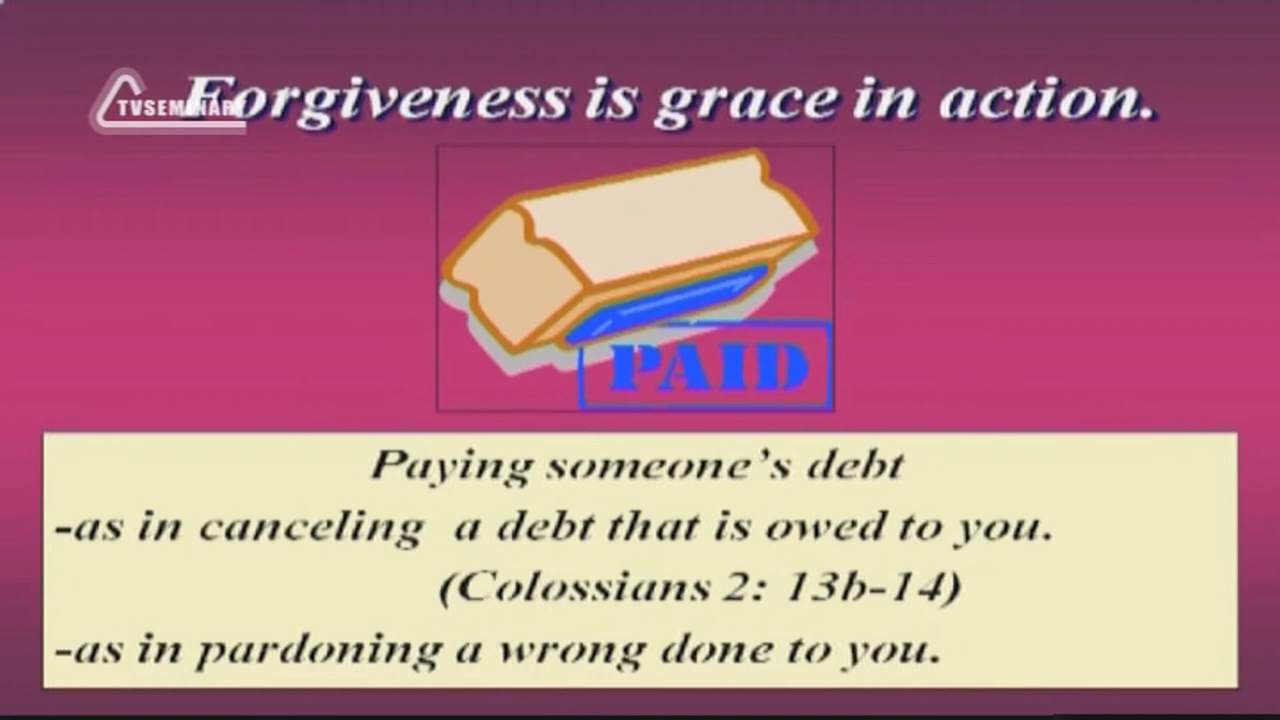 Forgiveness is grace in action.
TVSEMINARY
PAID
Paying someone's debt
-as in canceling a debt that is owed to you.
(Colossians 2: 13b-14)
-as in pardoning a wrong done to you.